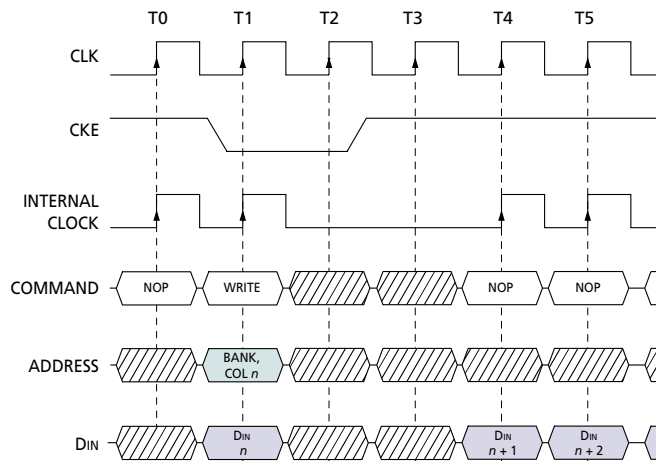 T0 T1 T2 T3 T4 T5
CLK
CKE
INTERNAL
CLOCK
COMMAND NOP WRITE NOP NOP
ADDRESS BANK,
COL n
DIN DIN
n DIN
n + 1 DIN
n + 2